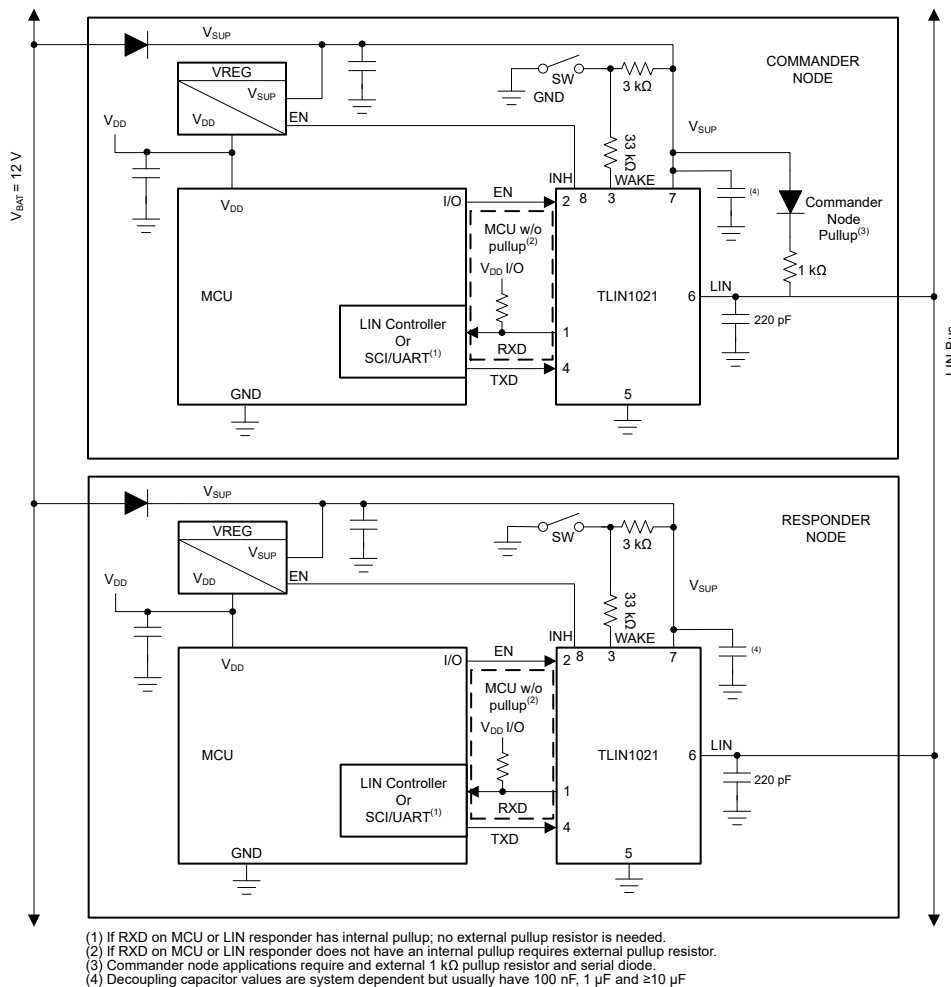 V_BAT = 12 V
V_SUP
COMMANDER
NODE
VREG
V_SUP
V_DD
EN
V_DD
SW
GND
3 kΩ
33 kΩ
V_SUP
INH
WAKE
8
3
7
(4)
Commander
Node
Pullup(3)
1 kΩ
V_DD
I/O
EN
2
MCU w/o
pullup(2)
V_DD I/O
MCU
TLIN1021
6
LIN
220 pF
LIN Controller
Or
SCI/UART(1)
1
RXD
4
TXD
GND
5
LIN Bus
V_SUP
RESPONDER
NODE
VREG
V_SUP
V_DD
EN
V_DD
SW
3 kΩ
33 kΩ
V_SUP
INH
WAKE
8
3
7
(4)
V_DD
I/O
EN
2
MCU w/o
pullup(2)
V_DD I/O
MCU
TLIN1021
6
LIN
220 pF
LIN Controller
Or
SCI/UART(1)
1
RXD
4
TXD
GND
5
(1) If RXD on MCU or LIN responder has internal pullup; no external pullup resistor is needed.
(2) If RXD on MCU or LIN responder does not have an internal pullup requires external pullup resistor.
(3) Commander node applications require and external 1 kΩ pullup resistor and serial diode.
(4) Decoupling capacitor values are system dependent but usually have 100 nF, 1 µF and ≥10 µF